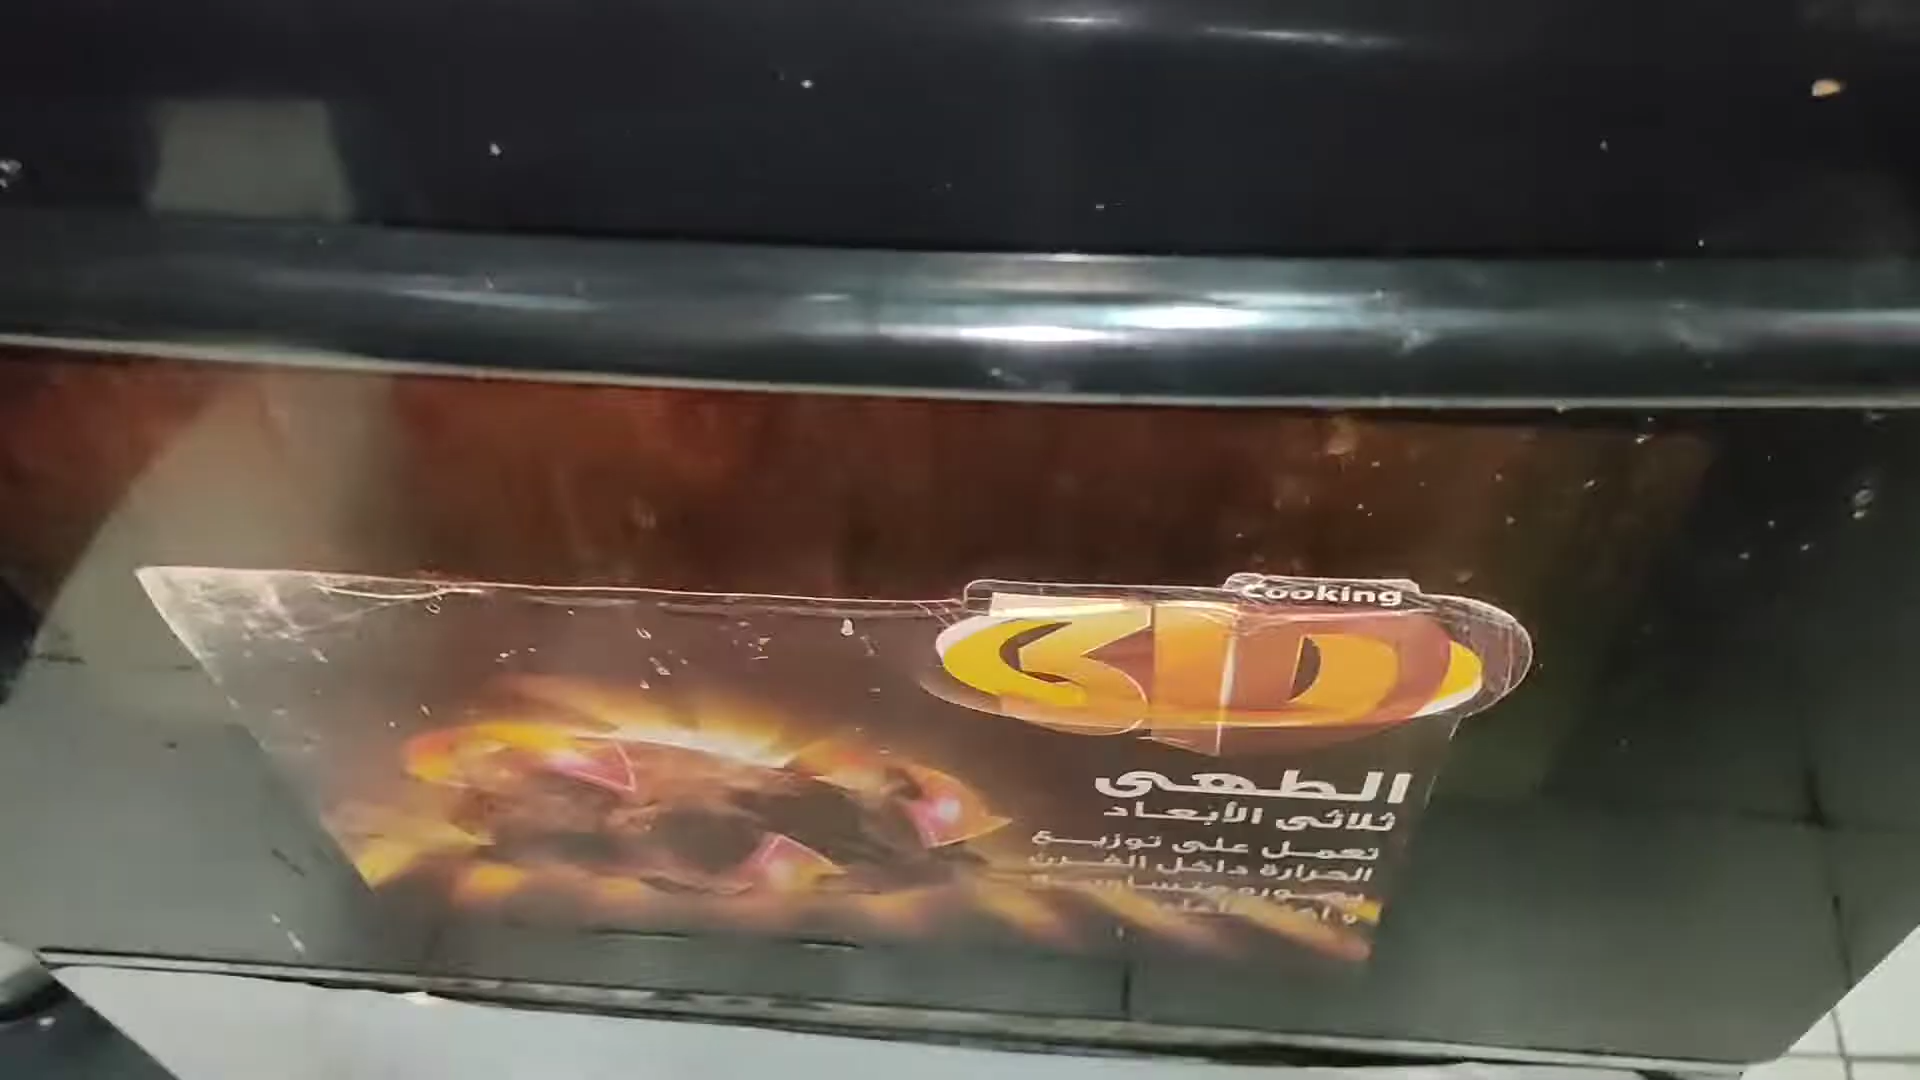 Cooking
3D
الطهى
ثلاثى الأبعاد
تعمل على توزيع
الحرارة داخل الفرن